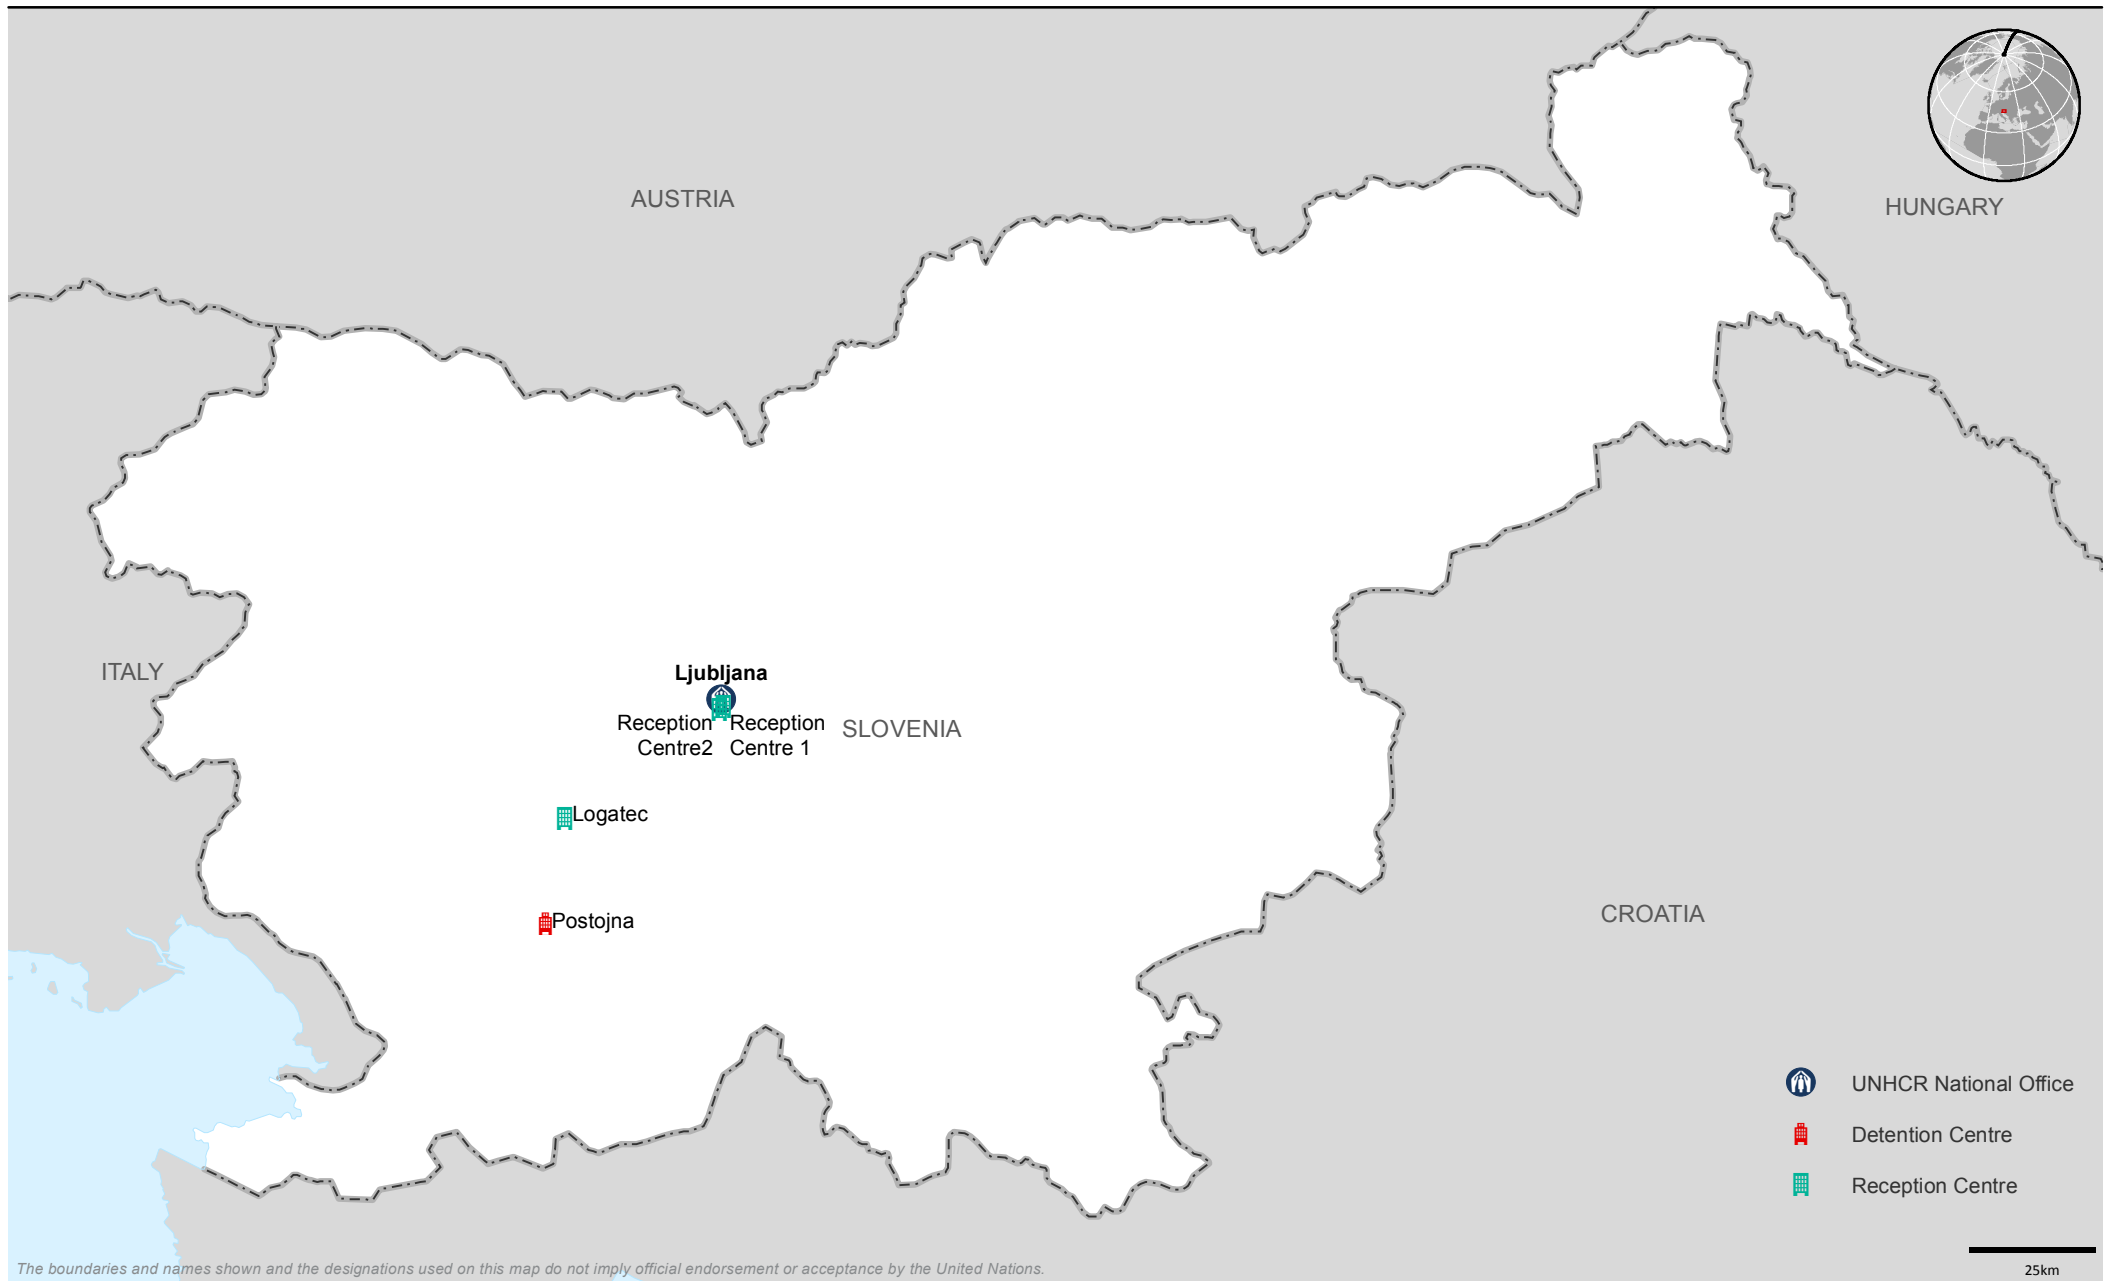 AUSTRIA
HUNGARY
ITALY
Ljubljana
Reception
Centre2
Reception
Centre 1
SLOVENIA
Logatec
Postojna
CROATIA
UNHCR National Office
Detention Centre
Reception Centre
25km
The boundaries and names shown and the designations used on this map do not imply official endorsement or acceptance by the United Nations.